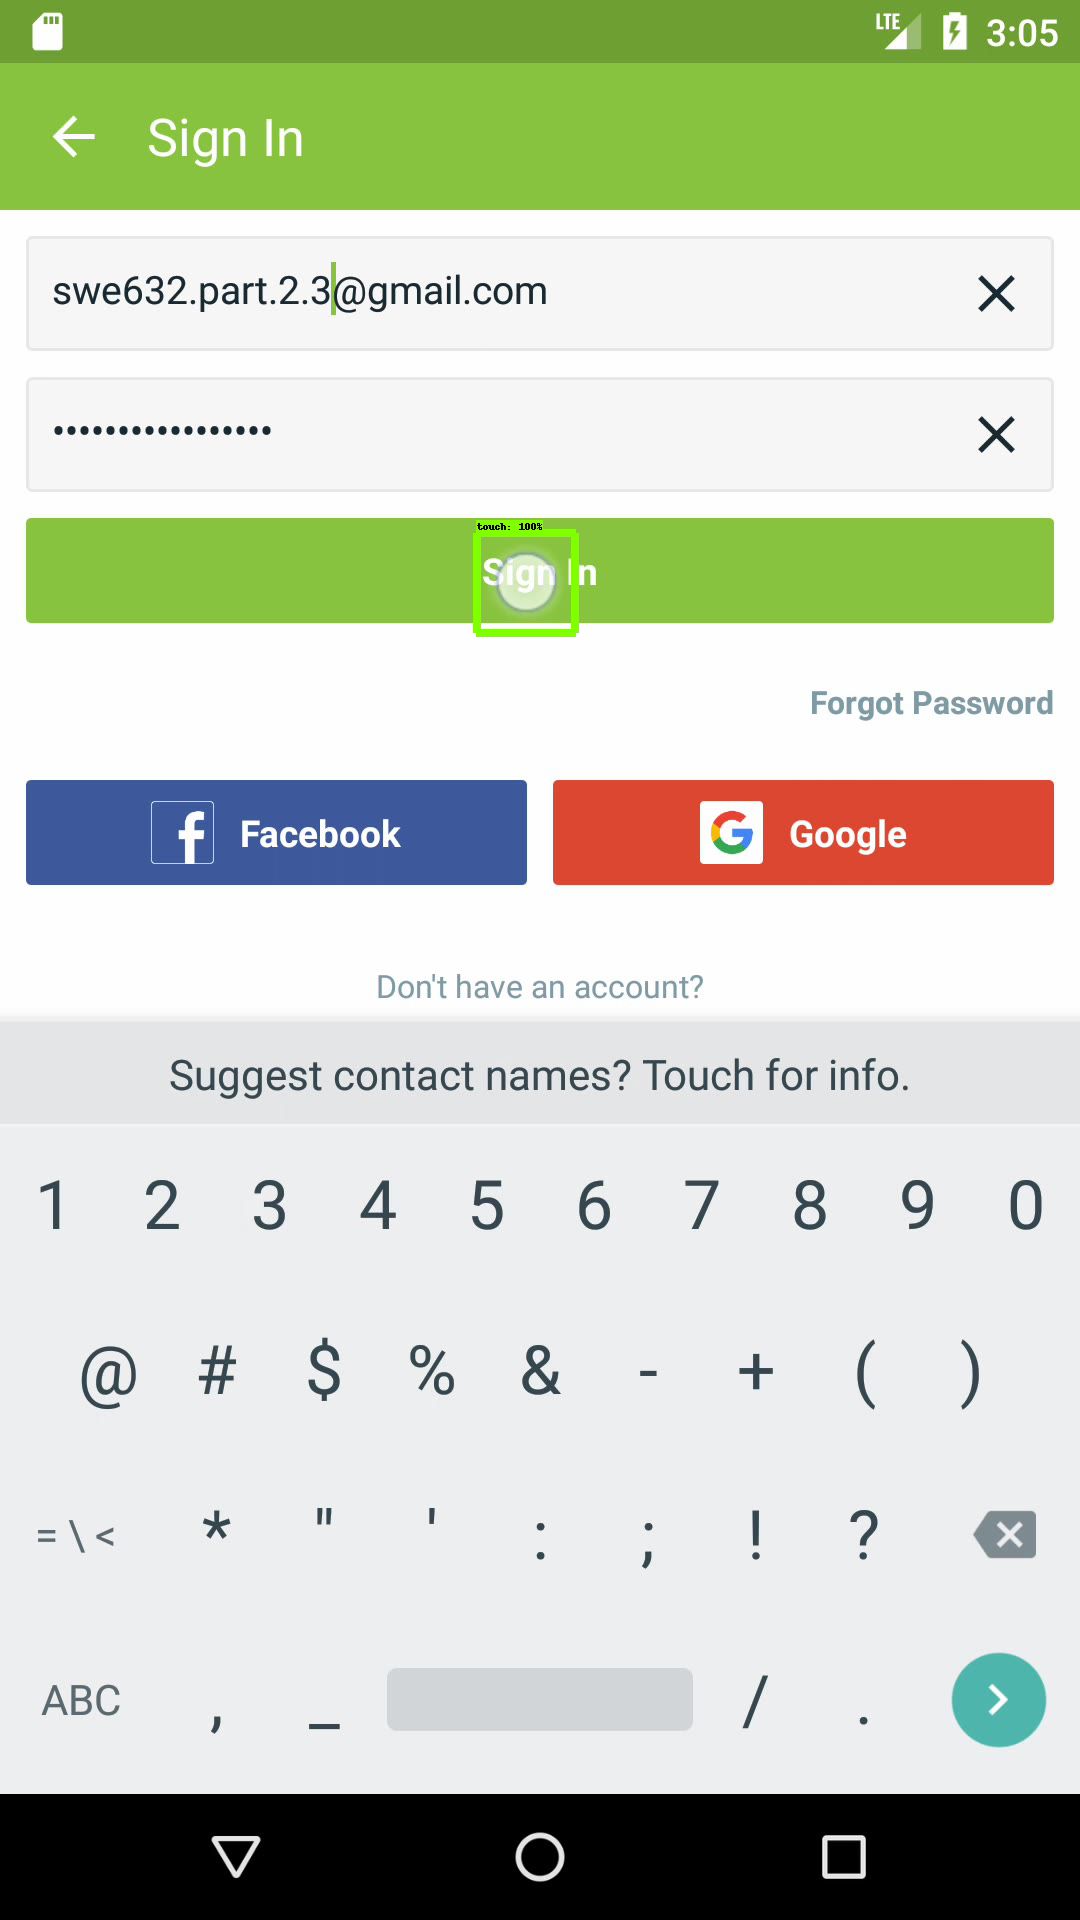 LTE 3:05
Sign In
swe632.part.2.3@gmail.com
•••••••••••••••••
touch: 100%
Sign In
Forgot Password
Facebook
Google
Don't have an account?
Suggest contact names? Touch for info.
1 2 3 4 5 6 7 8 9 0
@ # $ % & - + ( )
= \ < * " ' : ; ! ?
ABC , _ / .